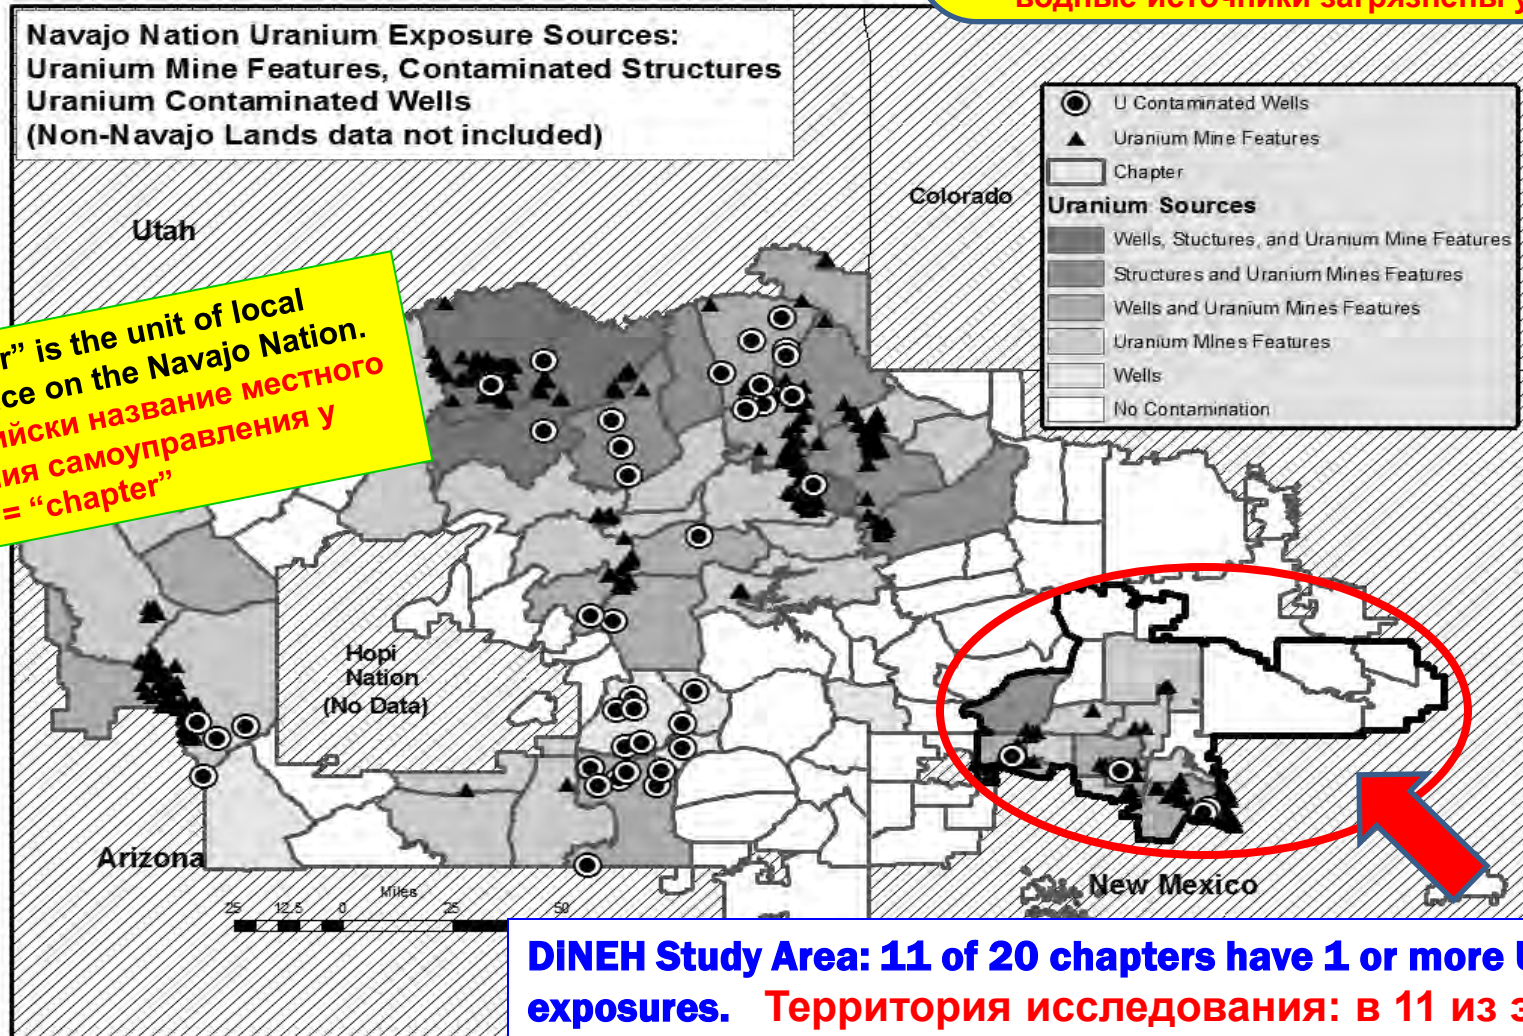 водные источники загрязнены у
Navajo Nation Uranium Exposure Sources:
Uranium Mine Features, Contaminated Structures
Uranium Contaminated Wells
(Non-Navajo Lands data not included)
U Contaminated Wells
Uranium Mine Features
Chapter
Uranium Sources
Wells, Stuctures, and Uranium Mine Features
Structures and Uranium Mines Features
Wells and Uranium Mines Features
Uranium MInes Features
Wells
No Contamination
Colorado
Utah
r” is the unit of local
ce on the Navajo Nation.
ийски название местного
ия самоуправления у
= “chapter”
Hopi
Nation
(No Data)
Arizona
New Mexico
Miles
25 12.5 0 25 50
DiNEH Study Area: 11 of 20 chapters have 1 or more U
exposures. Территория исследования: в 11 из